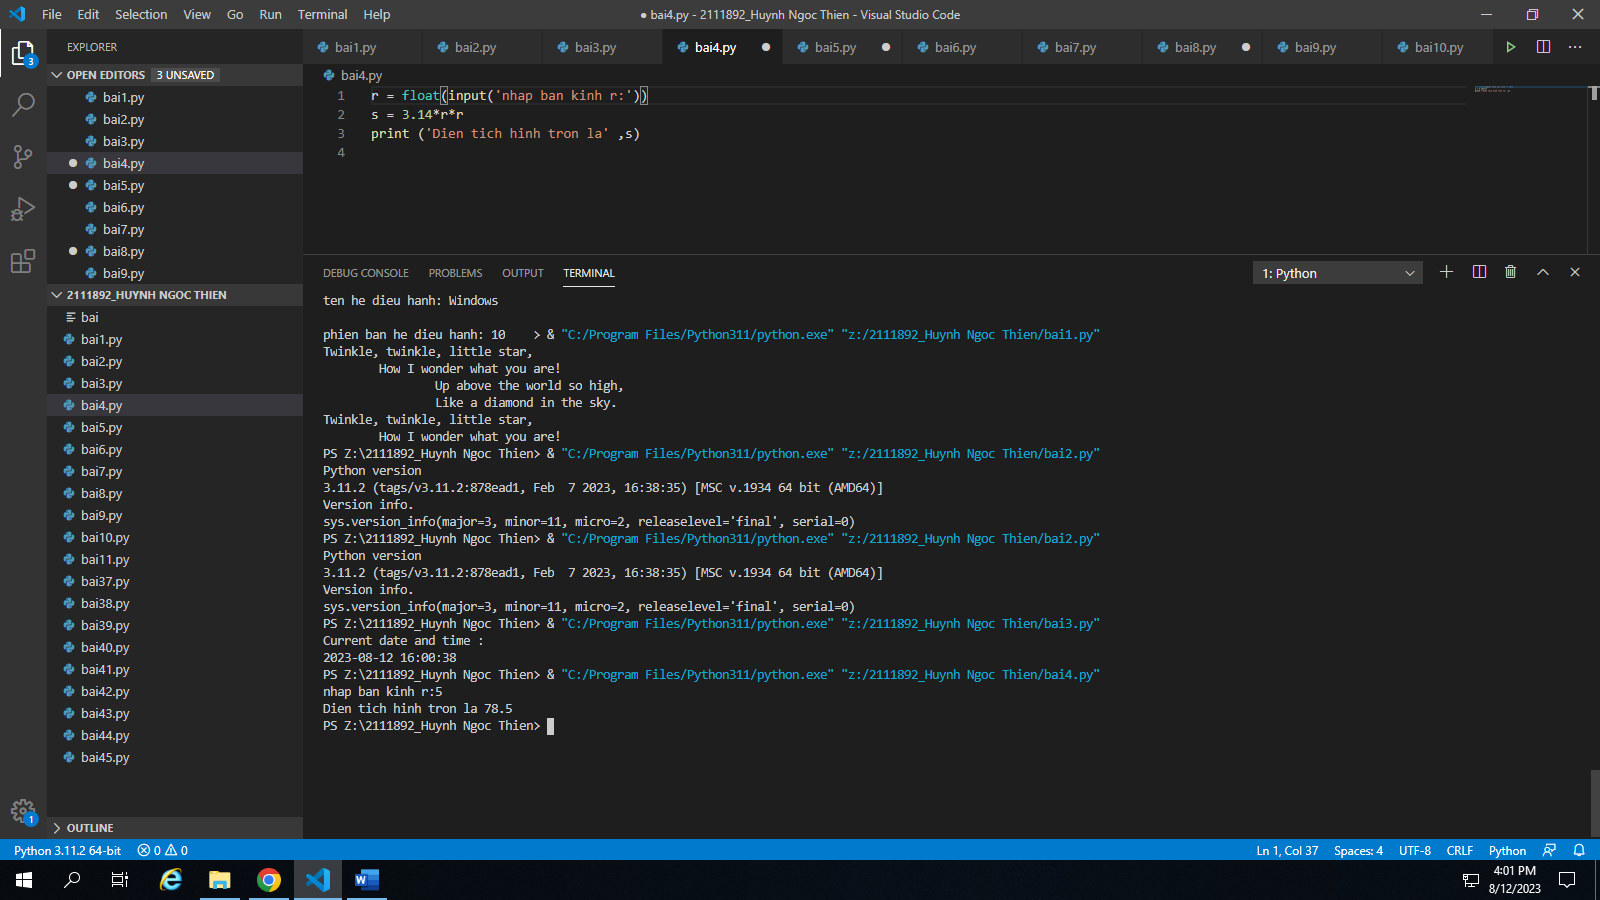 File Edit Selection View Go Run Terminal Help
● bai4.py - 2111892_Huynh Ngoc Thien - Visual Studio Code
EXPLORER
OPEN EDITORS 3 UNSAVED
bai1.py
bai2.py
bai3.py
bai4.py
bai5.py
bai6.py
bai7.py
bai8.py
bai9.py
2111892_HUYNH NGOC THIEN
bai
bai1.py
bai2.py
bai3.py
bai4.py
bai5.py
bai6.py
bai7.py
bai8.py
bai9.py
bai10.py
bai11.py
bai37.py
bai38.py
bai39.py
bai40.py
bai41.py
bai42.py
bai43.py
bai44.py
bai45.py
OUTLINE
3
1
bai1.py bai2.py bai3.py bai4.py bai5.py bai6.py bai7.py bai8.py bai9.py bai10.py
bai4.py
1 r = float(input('nhap ban kinh r:'))
2 s = 3.14*r*r
3 print ('Dien tich hinh tron la' ,s)
4
DEBUG CONSOLE PROBLEMS OUTPUT TERMINAL 1: Python
ten he dieu hanh: Windows
phien ban he dieu hanh: 10 > & "C:/Program Files/Python311/python.exe" "z:/2111892_Huynh Ngoc Thien/bai1.py"
Twinkle, twinkle, little star,
How I wonder what you are!
Up above the world so high,
Like a diamond in the sky.
Twinkle, twinkle, little star,
How I wonder what you are!
PS Z:\2111892_Huynh Ngoc Thien> & "C:/Program Files/Python311/python.exe" "z:/2111892_Huynh Ngoc Thien/bai2.py"
Python version
3.11.2 (tags/v3.11.2:878ead1, Feb  7 2023, 16:38:35) [MSC v.1934 64 bit (AMD64)]
Version info.
sys.version_info(major=3, minor=11, micro=2, releaselevel='final', serial=0)
PS Z:\2111892_Huynh Ngoc Thien> & "C:/Program Files/Python311/python.exe" "z:/2111892_Huynh Ngoc Thien/bai2.py"
Python version
3.11.2 (tags/v3.11.2:878ead1, Feb  7 2023, 16:38:35) [MSC v.1934 64 bit (AMD64)]
Version info.
sys.version_info(major=3, minor=11, micro=2, releaselevel='final', serial=0)
PS Z:\2111892_Huynh Ngoc Thien> & "C:/Program Files/Python311/python.exe" "z:/2111892_Huynh Ngoc Thien/bai3.py"
Current date and time :
2023-08-12 16:00:38
PS Z:\2111892_Huynh Ngoc Thien> & "C:/Program Files/Python311/python.exe" "z:/2111892_Huynh Ngoc Thien/bai4.py"
nhap ban kinh r:5
Dien tich hinh tron la 78.5
PS Z:\2111892_Huynh Ngoc Thien>
Python 3.11.2 64-bit 0 0 Ln 1, Col 37 Spaces: 4 UTF-8 CRLF Python
4:01 PM
8/12/2023